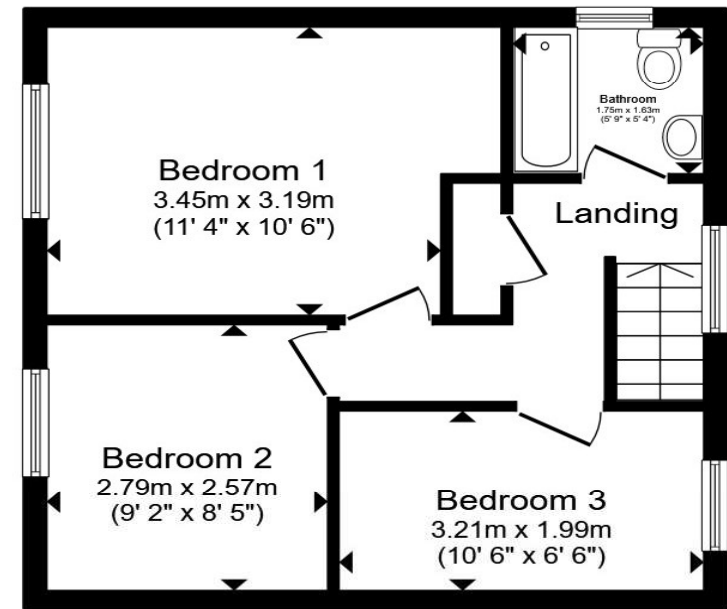 Bathroom
1.75m x 1.63m
(5' 9" x 5' 4")
Bedroom 1
3.45m x 3.19m
(11' 4" x 10' 6")
Landing
Bedroom 2
2.79m x 2.57m
(9' 2" x 8' 5")
Bedroom 3
3.21m x 1.99m
(10' 6" x 6' 6")